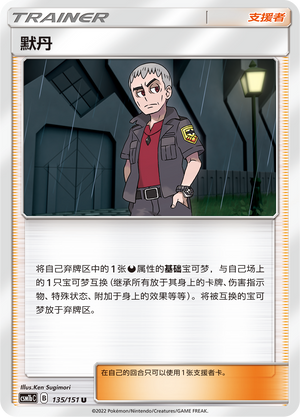 TRAINER 支援者
默丹
将自己弃牌区中的1张属性的基础宝可梦，与自己场上
的1只宝可梦互换（继承所有放于其身上的卡牌、伤害指示
物、特殊状态、附加于身上的效果等等）。将被互换的宝可
梦放于弃牌区。
在自己的回合只可以使用1张支援者卡。
Illus.Ken Sugimori
135/151 U
©2022 Pokémon/Nintendo/Creatures/GAME FREAK.